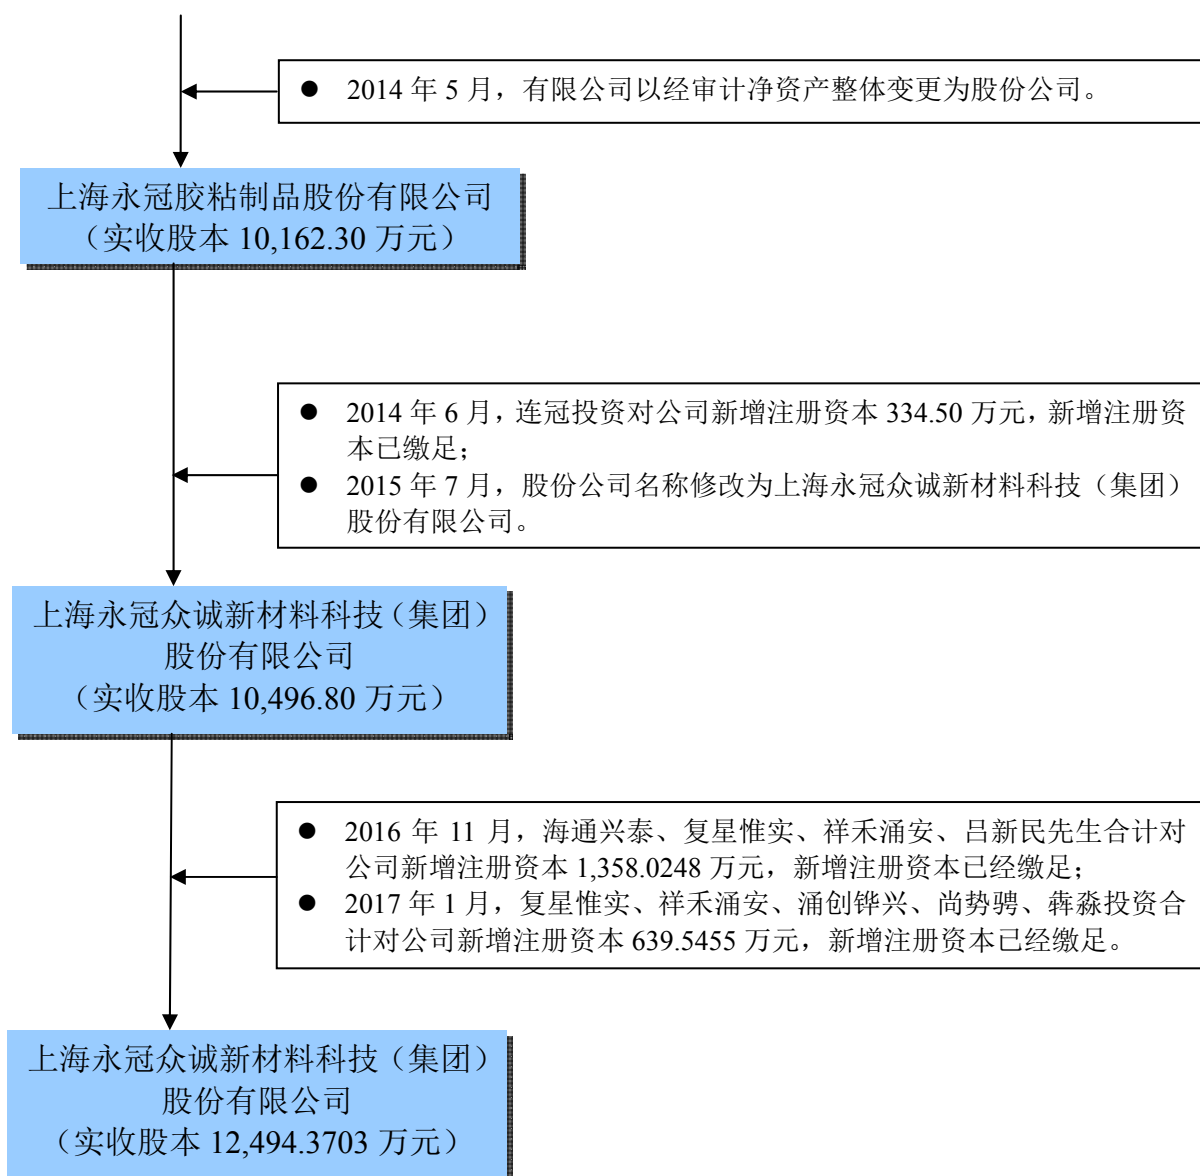 ● 2014 年 5 月，有限公司以经审计净资产整体变更为股份公司。
上海永冠胶粘制品股份有限公司
（实收股本 10,162.30 万元）
● 2014 年 6 月，连冠投资对公司新增注册资本 334.50 万元，新增注册资
本已缴足；
● 2015 年 7 月，股份公司名称修改为上海永冠众诚新材料科技（集团）
股份有限公司。
上海永冠众诚新材料科技（集团）
股份有限公司
（实收股本 10,496.80 万元）
● 2016 年 11 月，海通兴泰、复星惟实、祥禾涌安、吕新民先生合计对
公司新增注册资本 1,358.0248 万元，新增注册资本已经缴足；
● 2017 年 1 月，复星惟实、祥禾涌安、涌创铧兴、尚势骋、犇淼投资合
计对公司新增注册资本 639.5455 万元，新增注册资本已经缴足。
上海永冠众诚新材料科技（集团）
股份有限公司
（实收股本 12,494.3703 万元）